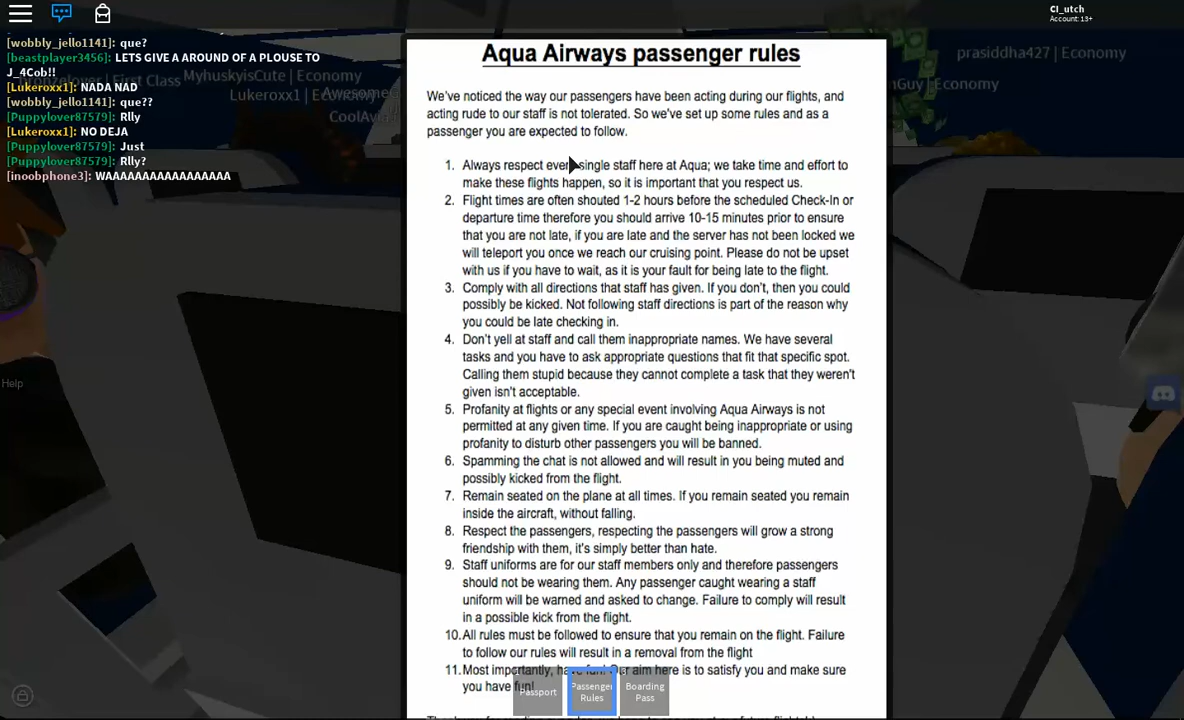 Cl_utch
Account: 13+
[wobbly_jello1141]: que?
[beastplayer3456]: LETS GIVE A AROUND OF A PLOUSE TO
J_4Cob!!
[Lukeroxx1]: NADA NAD
[wobbly_jello1141]: que??
[Puppylover87579]: Rlly
[Lukeroxx1]: NO DEJA
[Puppylover87579]: Just
[Puppylover87579]: Rlly?
[inoobphone3]: WAAAAAAAAAAAAAAAAA
| First Class
MyhuskyisCute | Economy
Lukeroxx1 | Economy
prasiddha427 | Economy
Guy | Economy
Help
Aqua Airways passenger rules
We've noticed the way our passengers have been acting during our flights, and
acting rude to our staff is not tolerated. So we've set up some rules and as a
passenger you are expected to follow.
1. Always respect every single staff here at Aqua; we take time and effort to
make these flights happen, so it is important that you respect us.
2. Flight times are often shouted 1-2 hours before the scheduled Check-In or
departure time therefore you should arrive 10-15 minutes prior to ensure
that you are not late, if you are late and the server has not been locked we
will teleport you once we reach our cruising point. Please do not be upset
with us if you have to wait, as it is your fault for being late to the flight.
3. Comply with all directions that staff has given. If you don't, then you could
possibly be kicked. Not following staff directions is part of the reason why
you could be late checking in.
4. Don't yell at staff and call them inappropriate names. We have several
tasks and you have to ask appropriate questions that fit that specific spot.
Calling them stupid because they cannot complete a task that they weren't
given isn't acceptable.
5. Profanity at flights or any special event involving Aqua Airways is not
permitted at any given time. If you are caught being inappropriate or using
profanity to disturb other passengers you will be banned.
6. Spamming the chat is not allowed and will result in you being muted and
possibly kicked from the flight.
7. Remain seated on the plane at all times. If you remain seated you remain
inside the aircraft, without falling.
8. Respect the passengers, respecting the passengers will grow a strong
friendship with them, it's simply better than hate.
9. Staff uniforms are for our staff members only and therefore passengers
should not be wearing them. Any passenger caught wearing a staff
uniform will be warned and asked to change. Failure to comply will result
in a possible kick from the flight.
10. All rules must be followed to ensure that you remain on the flight. Failure
to follow our rules will result in a removal from the flight
11. Most importantly, have fun! Our aim here is to satisfy you and make sure
you have fun!
Passport
Passenger
Rules
Boarding
Pass